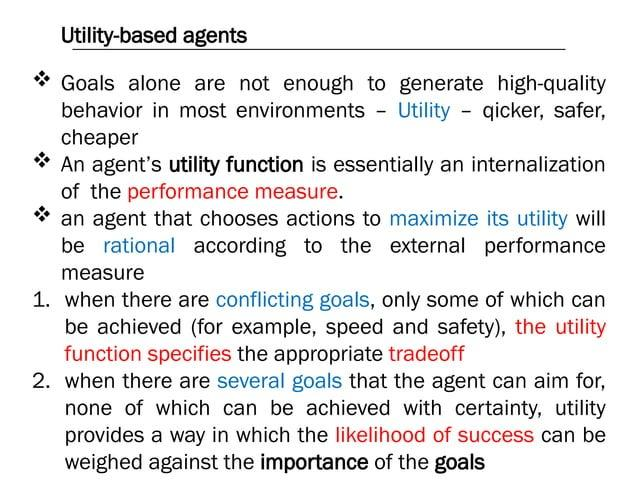 Utility-based agents
❖ Goals alone are not enough to generate high-quality
behavior in most environments – Utility – qicker, safer,
cheaper
❖ An agent's utility function is essentially an internalization
of the performance measure.
❖ an agent that chooses actions to maximize its utility will
be rational according to the external performance
measure
1. when there are conflicting goals, only some of which can
be achieved (for example, speed and safety), the utility
function specifies the appropriate tradeoff
2. when there are several goals that the agent can aim for,
none of which can be achieved with certainty, utility
provides a way in which the likelihood of success can be
weighed against the importance of the goals